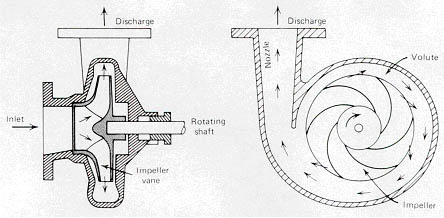 Discharge
Inlet
Rotating
shaft
Impeller
vane
Discharge
Nozzle
Volute
Impeller